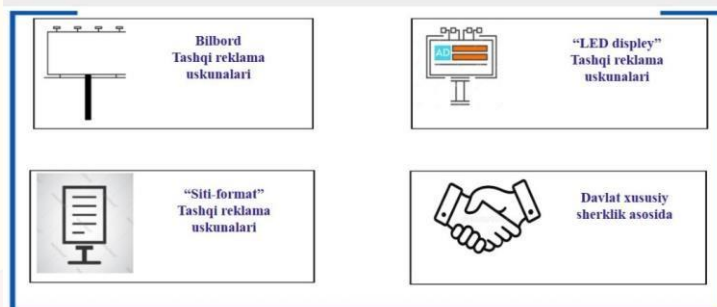 Bilbord
Tashqi reklama
uskunalari
“LED displey”
Tashqi reklama
uskunalari
AD
“Siti-format”
Tashqi reklama
uskunalari
Davlat xususiy
sherklik asosida